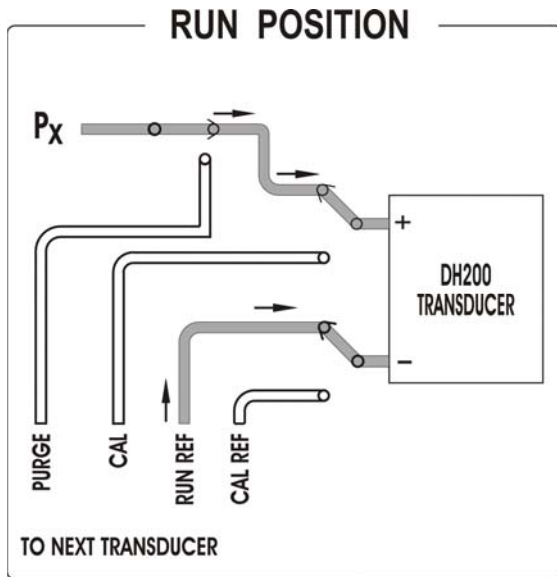 RUN POSITION
PX
+
DH200
TRANSDUCER
−
PURGE
CAL
RUN REF
CAL REF
TO NEXT TRANSDUCER